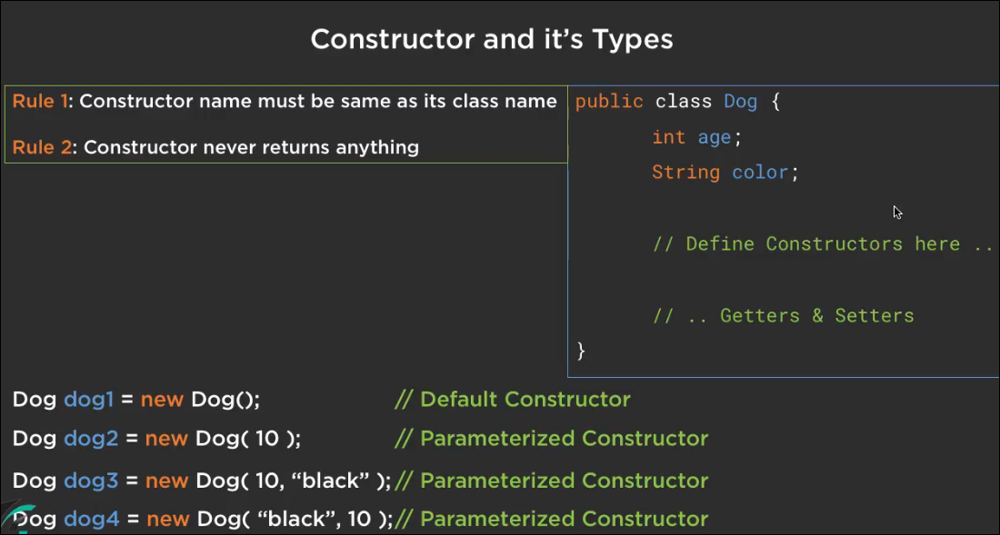 Constructor and it’s Types
Rule 1: Constructor name must be same as its class name
Rule 2: Constructor never returns anything
public class Dog {
int age;
String color;
// Define Constructors here ..
// .. Getters & Setters
}
Dog dog1 = new Dog(); // Default Constructor
Dog dog2 = new Dog( 10 ); // Parameterized Constructor
Dog dog3 = new Dog( 10, “black” ); // Parameterized Constructor
Dog dog4 = new Dog( “black”, 10 ); // Parameterized Constructor